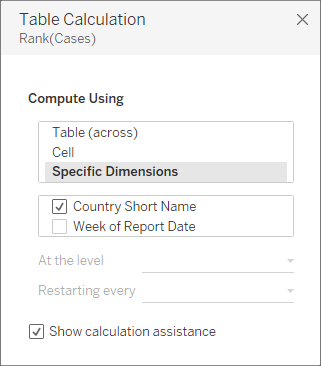 Table Calculation
Rank(Cases)
Compute Using
Table (across)
Cell
Specific Dimensions
Country Short Name
Week of Report Date
At the level
Restarting every
Show calculation assistance